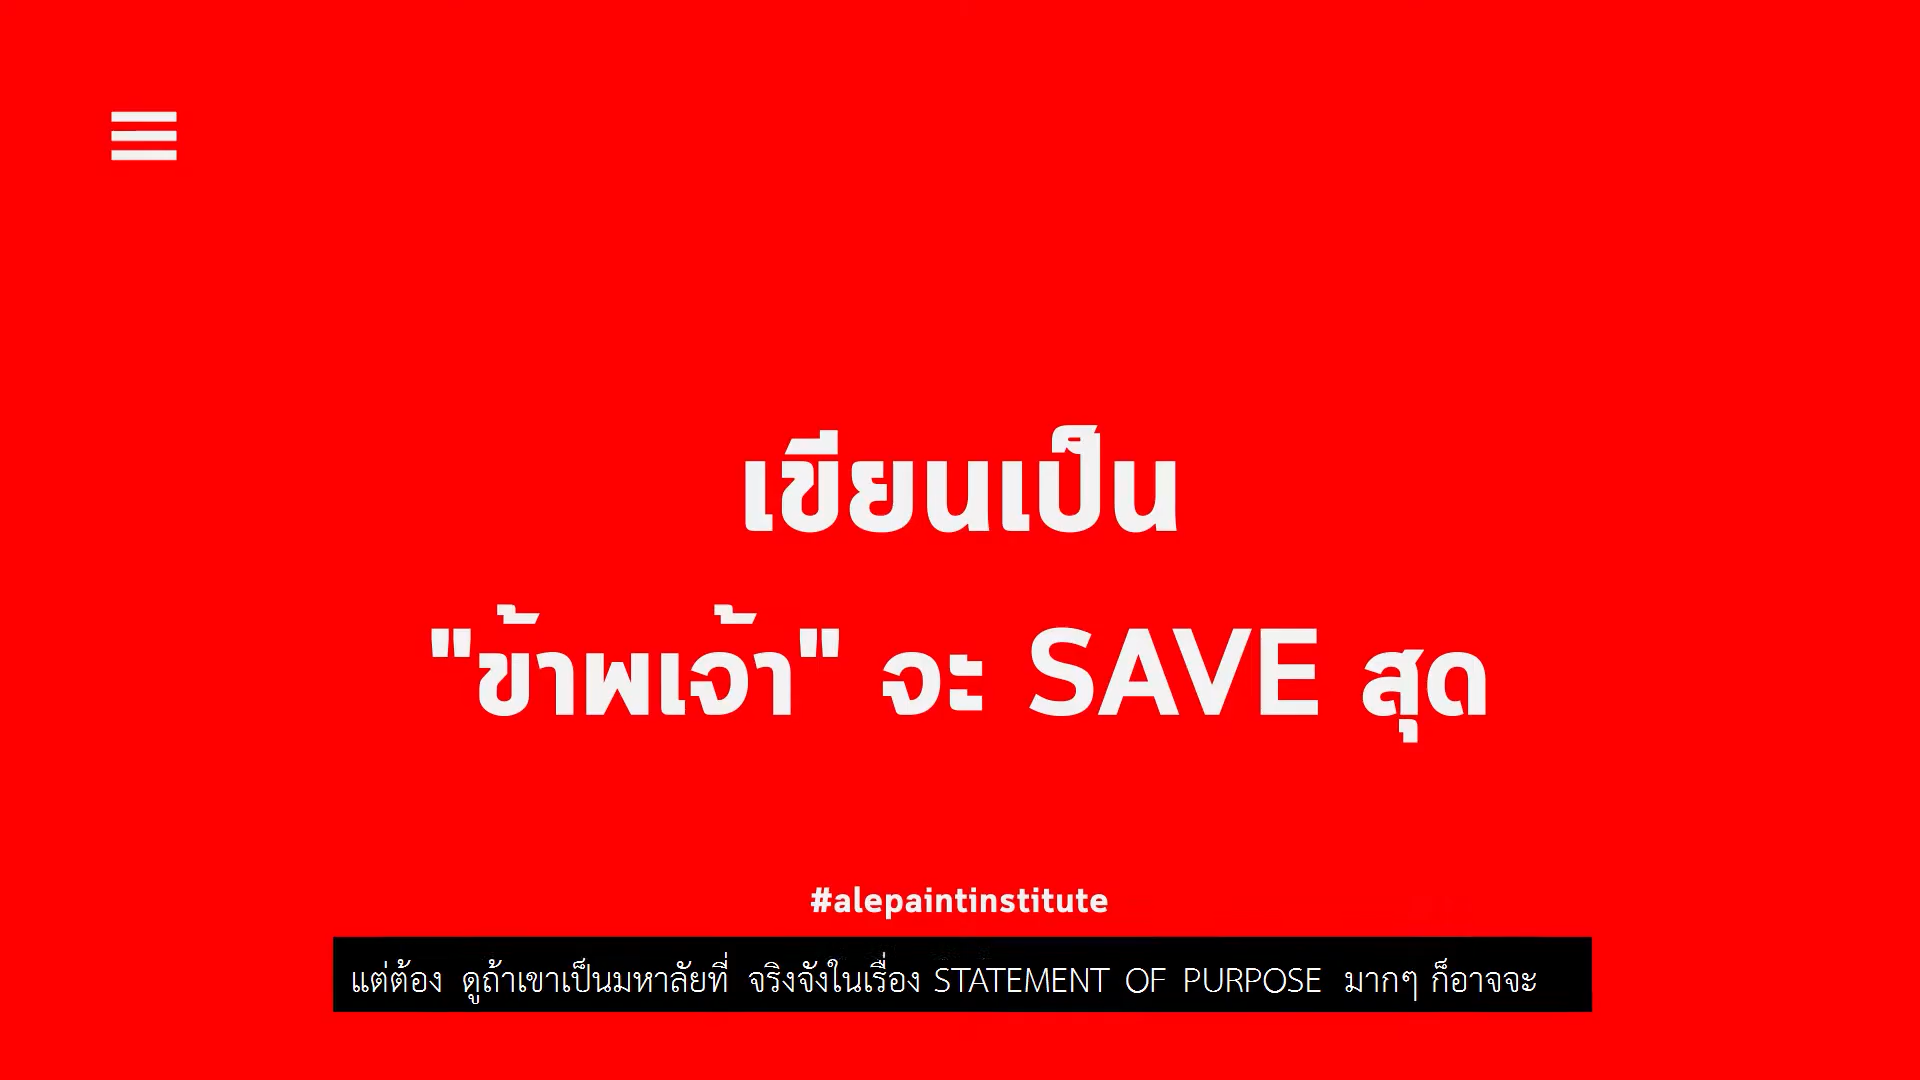 เขียนเป็น
"ข้าพเจ้า" จะ SAVE สุด
#alepaintinstitute
แต่ต้อง ดูถ้าเขาเป็นมหาลัยที่ จริงจังในเรื่อง STATEMENT OF PURPOSE มากๆ ก็อาจจะ